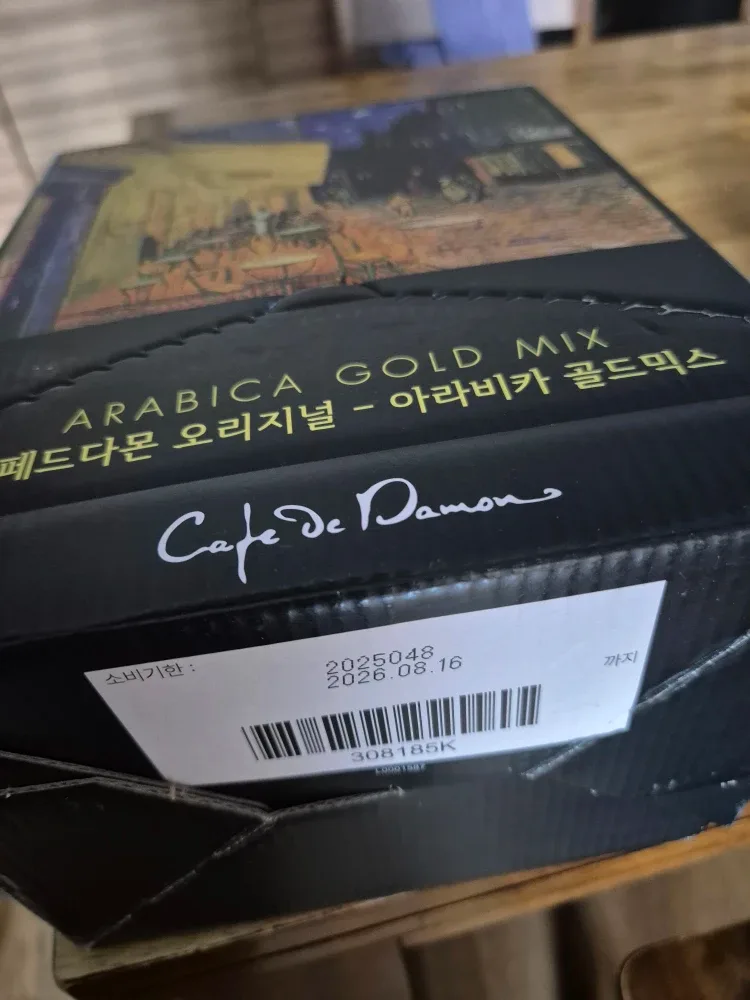 ARABICA GOLD MIX
페드다몬 오리지널 - 아라비카 골드믹스
Cafe de Damon
소비기한 :
2025048
2026.08.16
까지
308185K
L0001587